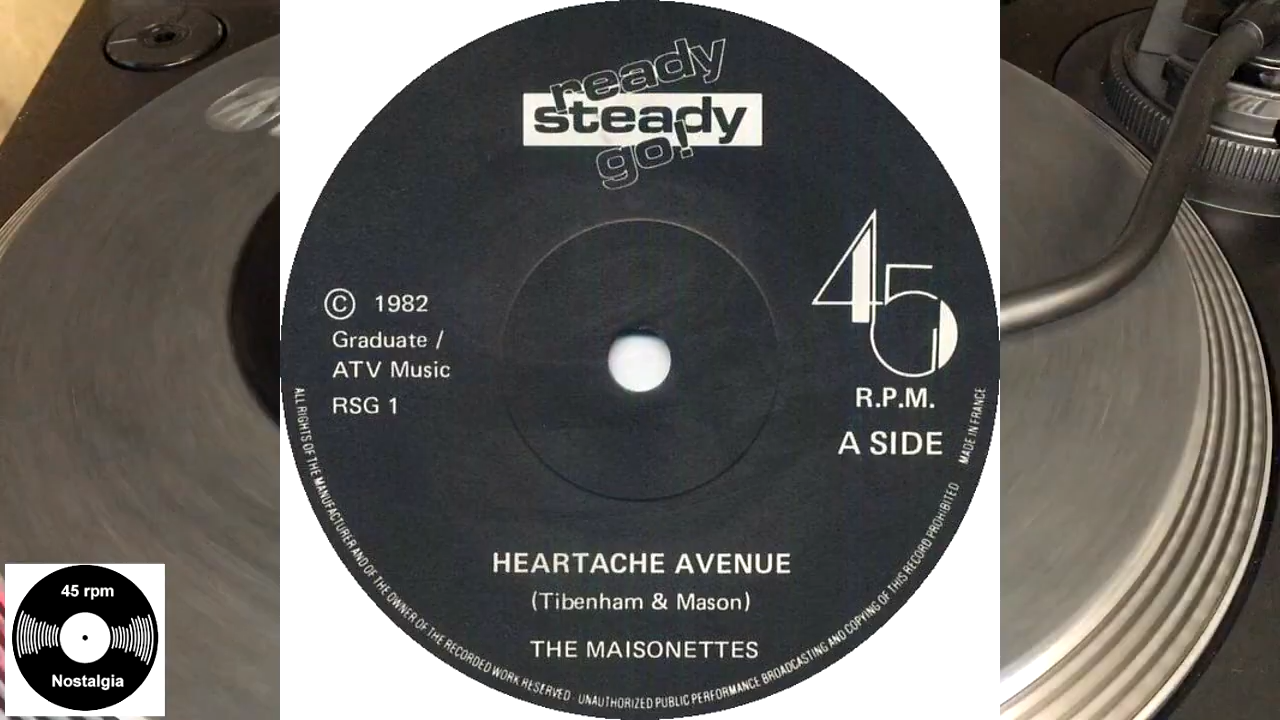 ready
steady
go!
45
R.P.M.
A SIDE
© 1982
Graduate /
ATV Music
RSG 1
HEARTACHE AVENUE
(Tibenham & Mason)
THE MAISONETTES
ALL RIGHTS OF THE MANUFACTURER AND OF THE OWNER OF THE RECORDED WORK RESERVED · UNAUTHORIZED PUBLIC PERFORMANCE BROADCASTING AND COPYING OF THIS RECORD PROHIBITED MADE IN FRANCE
45 rpm
Nostalgia